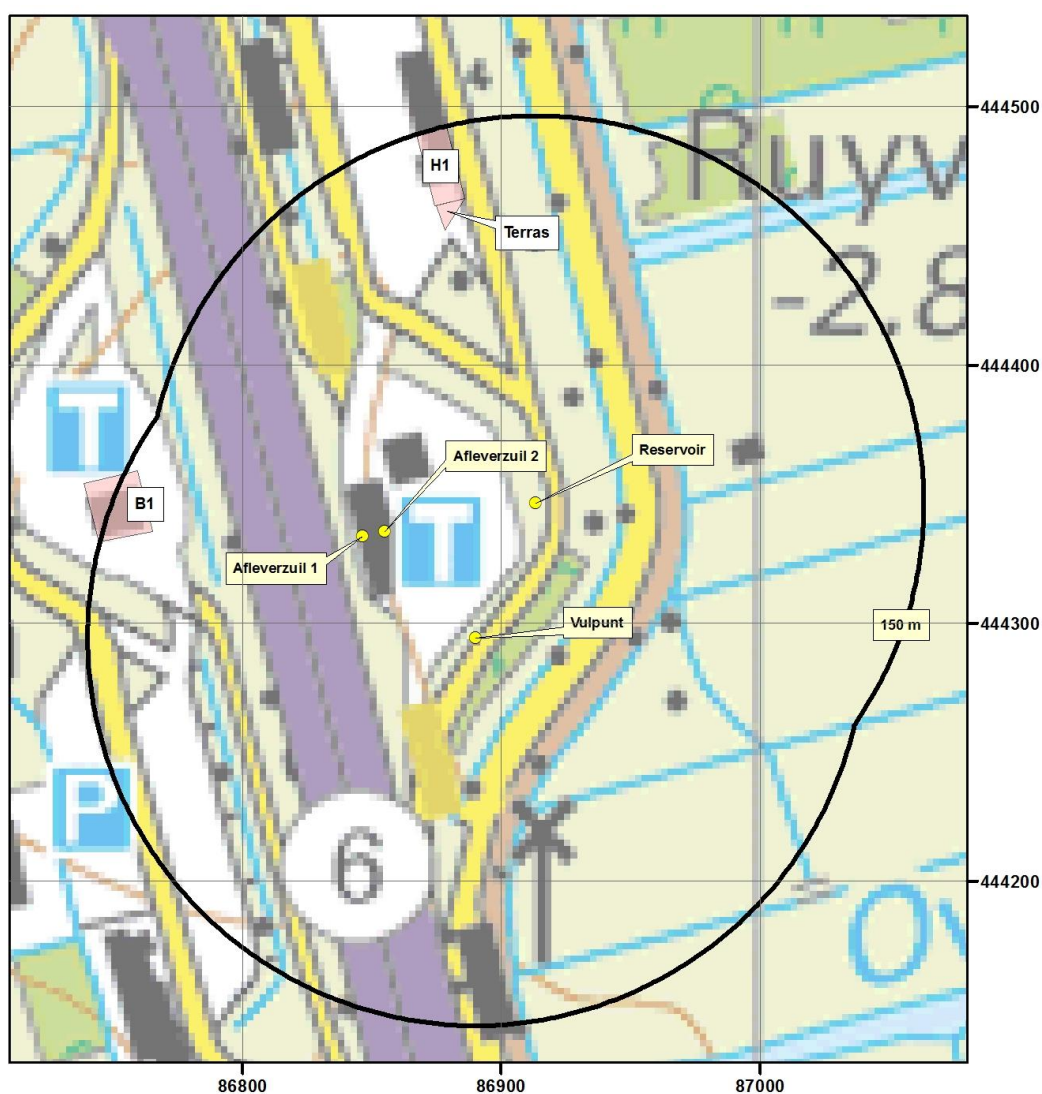 444500
Ruyv
H1
Terras
-2.8
444400
T
Afleverzuil 2
Reservoir
B1
T
Afleverzuil 1
444300
Vulpunt
150 m
P
6
444200
Ov
86800
86900
87000